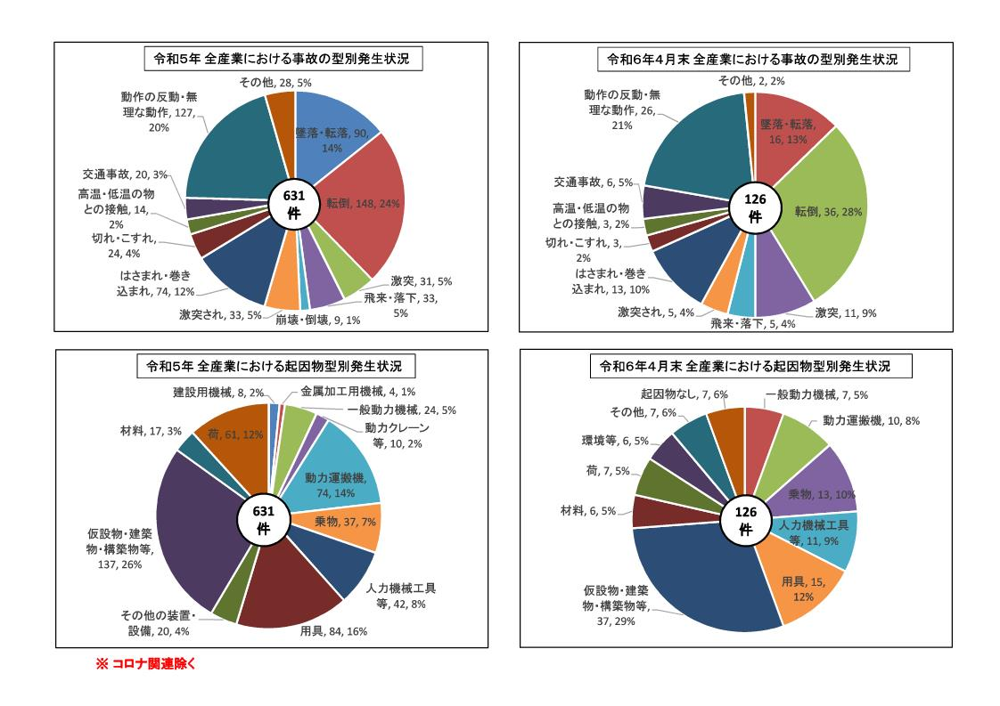 令和5年 全産業における事故の型別発生状況
その他, 28, 5%
動作の反動・無
理な動作, 127,
20%
墜落・転落, 90,
14%
交通事故, 20, 3%
高温・低温の物
との接触, 14,
2%
切れ・こすれ,
24, 4%
631
件
転倒, 148, 24%
はさまれ・巻き
込まれ, 74, 12%
激突, 31, 5%
飛来・落下, 33,
5%
激突され, 33, 5%
崩壊・倒壊, 9, 1%
令和6年4月末 全産業における事故の型別発生状況
その他, 2, 2%
動作の反動・無
理な動作, 26,
21%
墜落・転落,
16, 13%
交通事故, 6, 5%
高温・低温の物
との接触, 3, 2%
切れ・こすれ, 3,
2%
126
件
転倒, 36, 28%
はさまれ・巻き
込まれ, 13, 10%
激突され, 5, 4%
飛来・落下, 5, 4%
激突, 11, 9%
令和5年 全産業における起因物型別発生状況
建設用機械, 8, 2%
金属加工用機械, 4, 1%
一般動力機械, 24, 5%
動力クレーン
等, 10, 2%
材料, 17, 3%
荷, 61, 12%
動力運搬機,
74, 14%
631
件
乗物, 37, 7%
仮設物・建築
物・構築物等,
137, 26%
人力機械工具
等, 42, 8%
その他の装置・
設備, 20, 4%
用具, 84, 16%
令和6年4月末 全産業における起因物型別発生状況
起因物なし, 7, 6%
一般動力機械, 7, 5%
その他, 7, 6%
動力運搬機, 10, 8%
環境等, 6, 5%
荷, 7, 5%
乗物, 13, 10%
材料, 6, 5%
126
件
人力機械工具
等, 11, 9%
用具, 15,
12%
仮設物・建築
物・構築物等,
37, 29%
※ コロナ関連除く